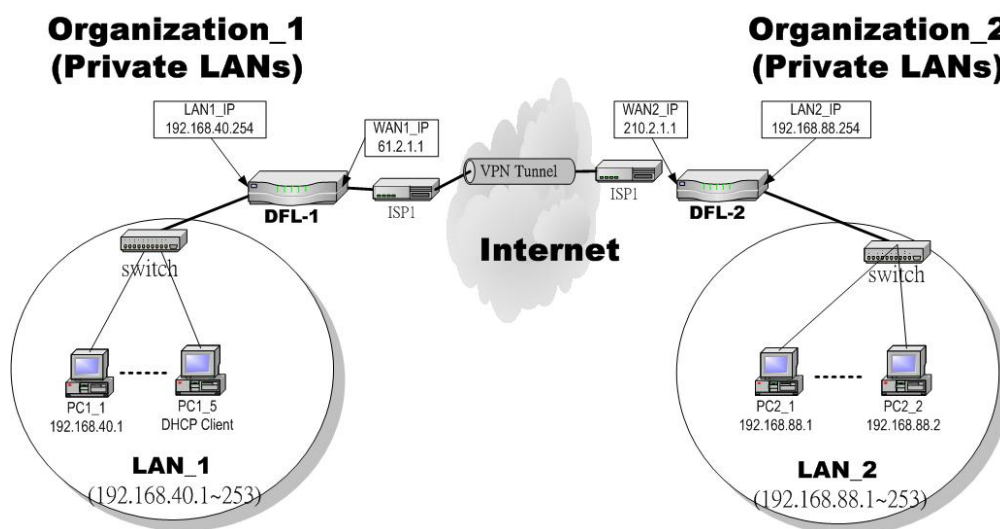 Organization_1
(Private LANs)
Organization_2
(Private LANs)
LAN1_IP
192.168.40.254
WAN1_IP
61.2.1.1
WAN2_IP
210.2.1.1
LAN2_IP
192.168.88.254
DFL-1
ISP1
VPN Tunnel
ISP1
DFL-2
Internet
switch
switch
PC1_1
192.168.40.1
PC1_5
DHCP Client
PC2_1
192.168.88.1
PC2_2
192.168.88.2
LAN_1
(192.168.40.1~253)
LAN_2
(192.168.88.1~253)